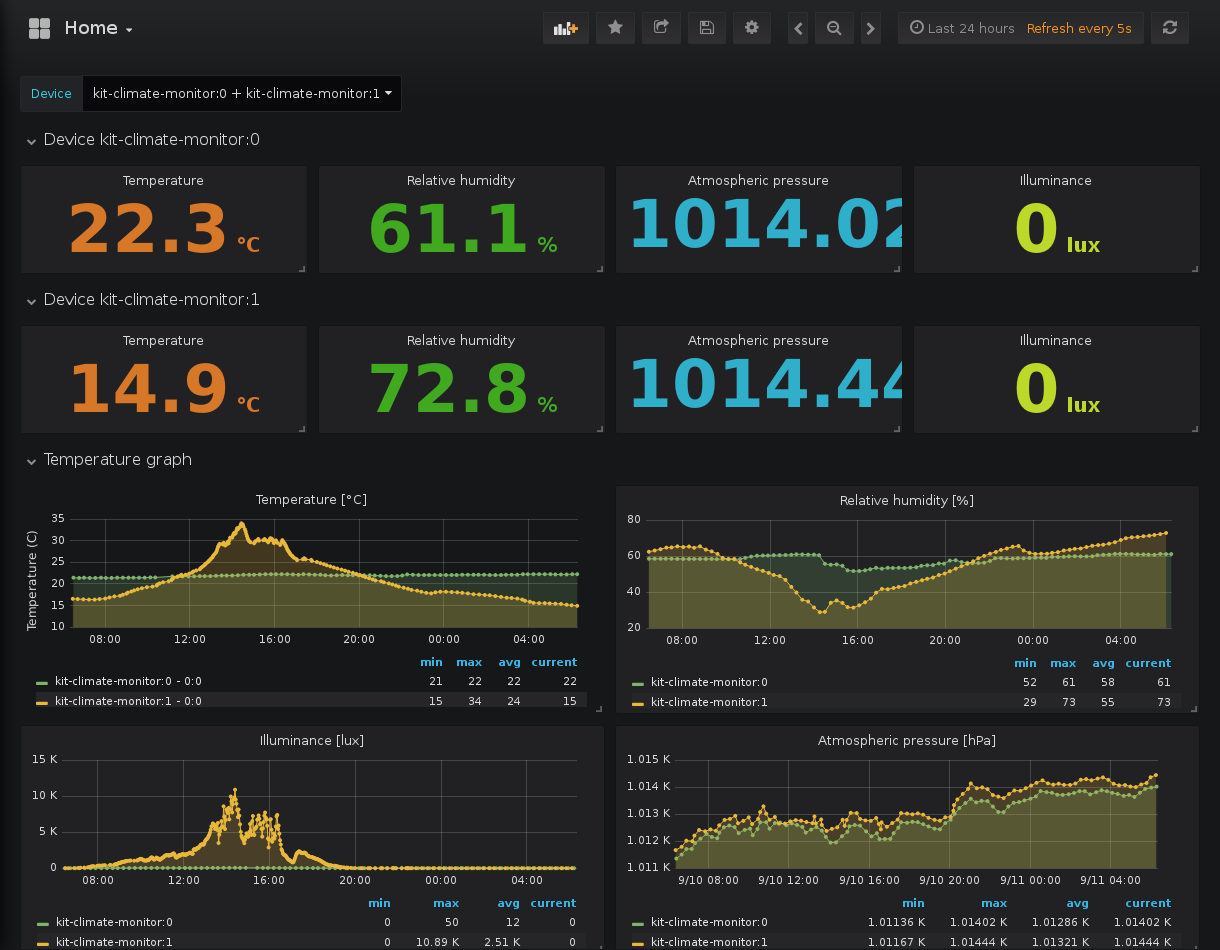 Home
Last 24 hours Refresh every 5s
Device kit-climate-monitor:0 + kit-climate-monitor:1
Device kit-climate-monitor:0
Temperature Relative humidity Atmospheric pressure Illuminance
22.3 °C 61.1 % 1014.02 0 lux
Device kit-climate-monitor:1
Temperature Relative humidity Atmospheric pressure Illuminance
14.9 °C 72.8 % 1014.44 0 lux
Temperature graph
Temperature [°C]
Temperature (C)
35
30
25
20
15
10
08:00 12:00 16:00 20:00 00:00 04:00
min max avg current
kit-climate-monitor:0 - 0:0 21 22 22 22
kit-climate-monitor:1 - 0:0 15 34 24 15
Relative humidity [%]
80
60
40
20
08:00 12:00 16:00 20:00 00:00 04:00
min max avg current
kit-climate-monitor:0 52 61 58 61
kit-climate-monitor:1 29 73 55 73
Illuminance [lux]
15 K
10 K
5 K
0
08:00 12:00 16:00 20:00 00:00 04:00
min max avg current
kit-climate-monitor:0 0 50 12 0
kit-climate-monitor:1 0 10.89 K 2.51 K 0
Atmospheric pressure [hPa]
1.015 K
1.014 K
1.013 K
1.012 K
1.011 K
9/10 08:00 9/10 12:00 9/10 16:00 9/10 20:00 9/11 00:00 9/11 04:00
min max avg current
kit-climate-monitor:0 1.01136 K 1.01402 K 1.01286 K 1.01402 K
kit-climate-monitor:1 1.01167 K 1.01444 K 1.01321 K 1.01444 K